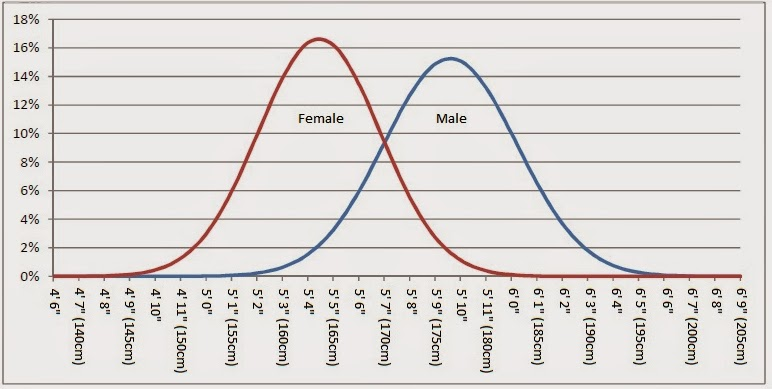 18%
16%
14%
12%
10%
8%
6%
4%
2%
0%
Female
Male
4' 6"
4' 7" (140cm)
4' 8"
4' 9" (145cm)
4' 10"
4' 11" (150cm)
5' 0"
5' 1" (155cm)
5' 2"
5' 3" (160cm)
5' 4"
5' 5" (165cm)
5' 6"
5' 7" (170cm)
5' 8"
5' 9" (175cm)
5' 10"
5' 11" (180cm)
6' 0"
6' 1" (185cm)
6' 2"
6' 3" (190cm)
6' 4"
6' 5" (195cm)
6' 6"
6' 7" (200cm)
6' 8"
6' 9" (205cm)